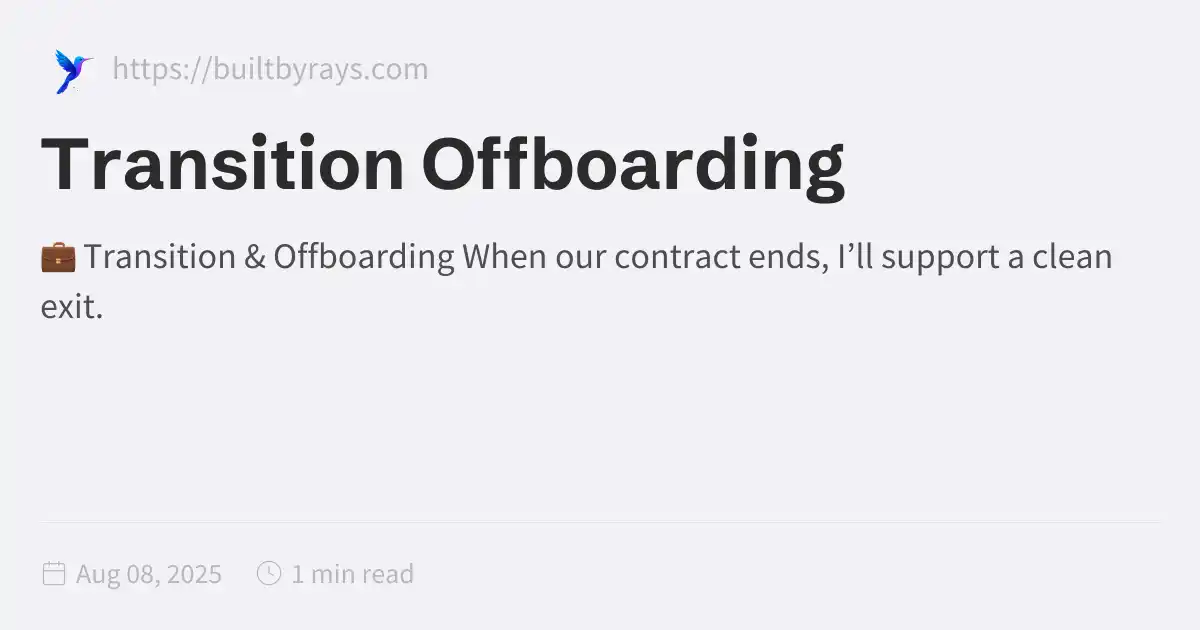 https://builtbyrays.com
Transition Offboarding
💼 Transition & Offboarding When our contract ends, I’ll support a clean
exit.
Aug 08, 2025 1 min read